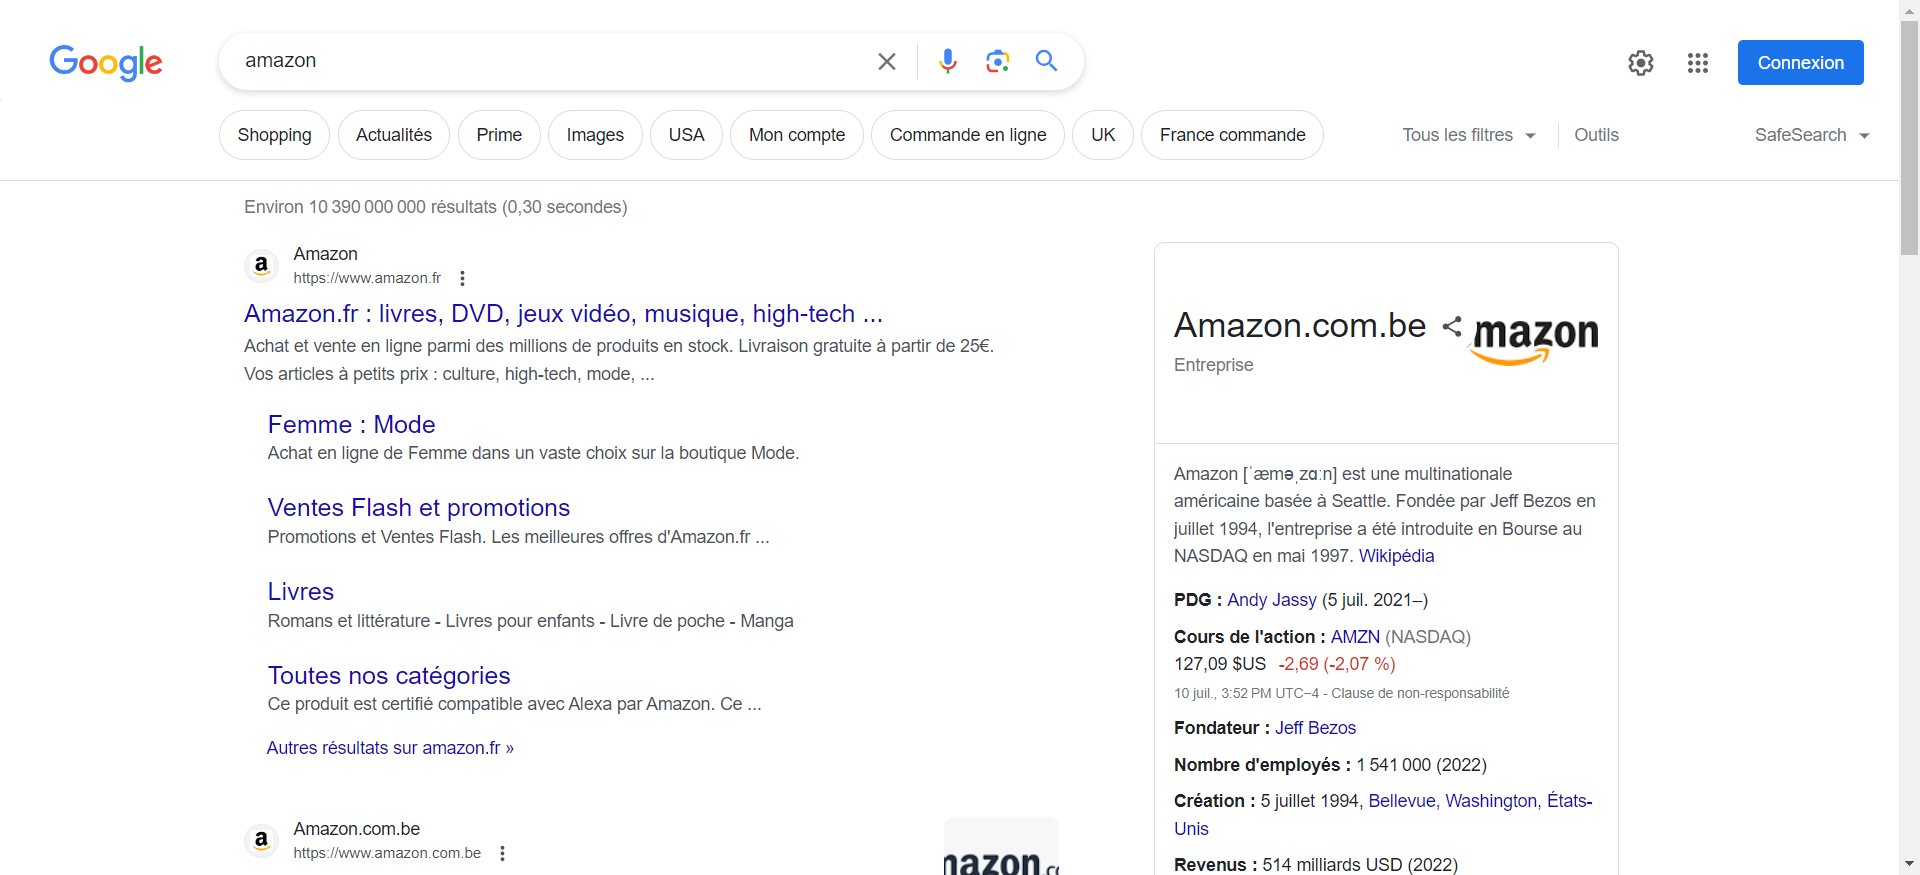 Google
amazon
Connexion
Shopping
Actualités
Prime
Images
USA
Mon compte
Commande en ligne
UK
France commande
Tous les filtres
Outils
SafeSearch
Environ 10 390 000 000 résultats (0,30 secondes)
Amazon
https://www.amazon.fr
Amazon.fr : livres, DVD, jeux vidéo, musique, high-tech ...
Achat et vente en ligne parmi des millions de produits en stock. Livraison gratuite à partir de 25€.
Vos articles à petits prix : culture, high-tech, mode, ...
Femme : Mode
Achat en ligne de Femme dans un vaste choix sur la boutique Mode.
Ventes Flash et promotions
Promotions et Ventes Flash. Les meilleures offres d'Amazon.fr ...
Livres
Romans et littérature - Livres pour enfants - Livre de poche - Manga
Toutes nos catégories
Ce produit est certifié compatible avec Alexa par Amazon. Ce ...
Autres résultats sur amazon.fr »
Amazon.com.be
https://www.amazon.com.be
mazon.co
Amazon.com.be
mazon
Entreprise
Amazon [ˈæməˌzɑːn] est une multinationale
américaine basée à Seattle. Fondée par Jeff Bezos en
juillet 1994, l'entreprise a été introduite en Bourse au
NASDAQ en mai 1997. Wikipédia
PDG : Andy Jassy (5 juil. 2021–)
Cours de l'action : AMZN (NASDAQ)
127,09 $US -2,69 (-2,07 %)
10 juil., 3:52 PM UTC−4 - Clause de non-responsabilité
Fondateur : Jeff Bezos
Nombre d'employés : 1 541 000 (2022)
Création : 5 juillet 1994, Bellevue, Washington, États-
Unis
Revenus : 514 milliards USD (2022)